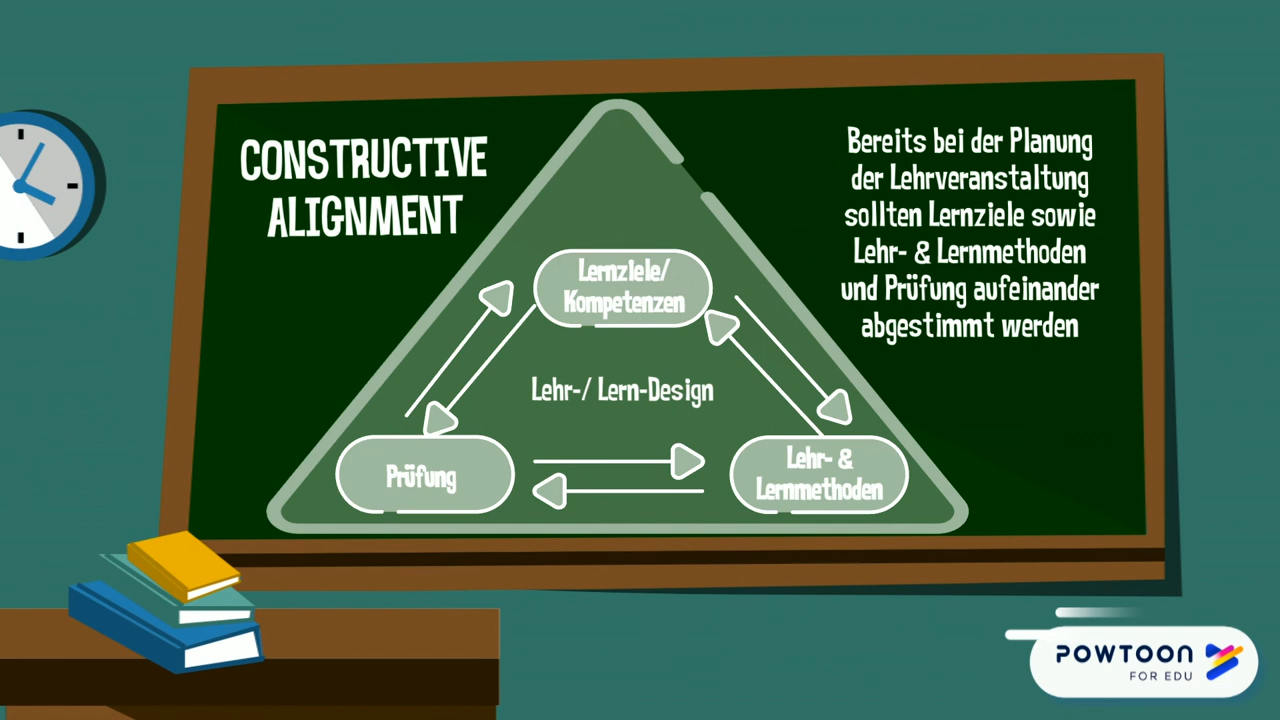 CONSTRUCTIVE
ALIGNMENT
Bereits bei der Planung
der Lehrveranstaltung
sollten Lernziele sowie
Lehr- & Lernmethoden
und Prüfung aufeinander
abgestimmt werden
Lernziele/
Kompetenzen
Lehr-/ Lern-Design
Prüfung
Lehr- &
Lernmethoden
POWTOON
FOR EDU